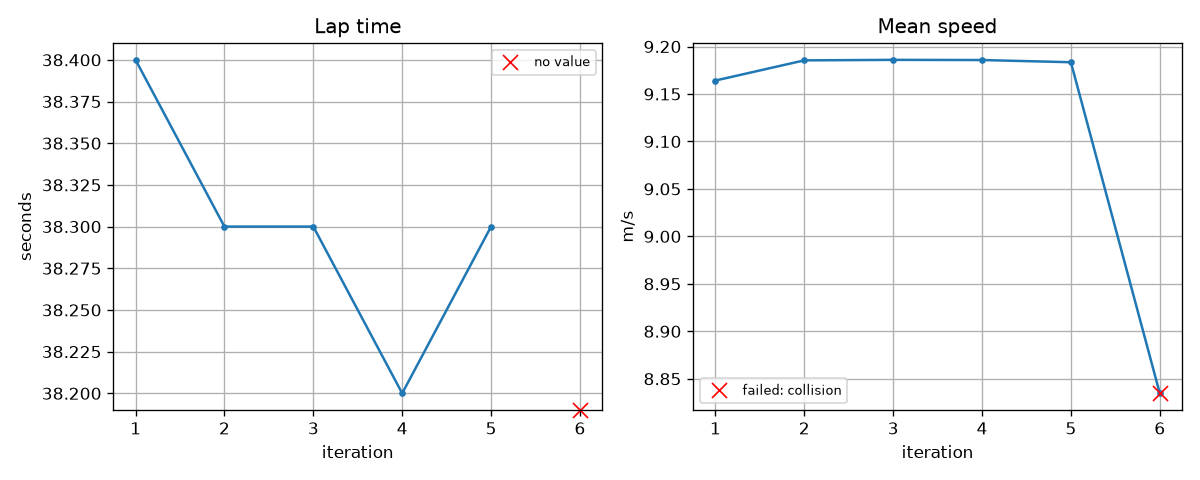 Lap time
38.400
38.375
38.350
38.325
38.300
38.275
38.250
38.225
38.200
seconds
no value
1 2 3 4 5 6
iteration
Mean speed
9.20
9.15
9.10
9.05
9.00
8.95
8.90
8.85
m/s
failed: collision
1 2 3 4 5 6
iteration